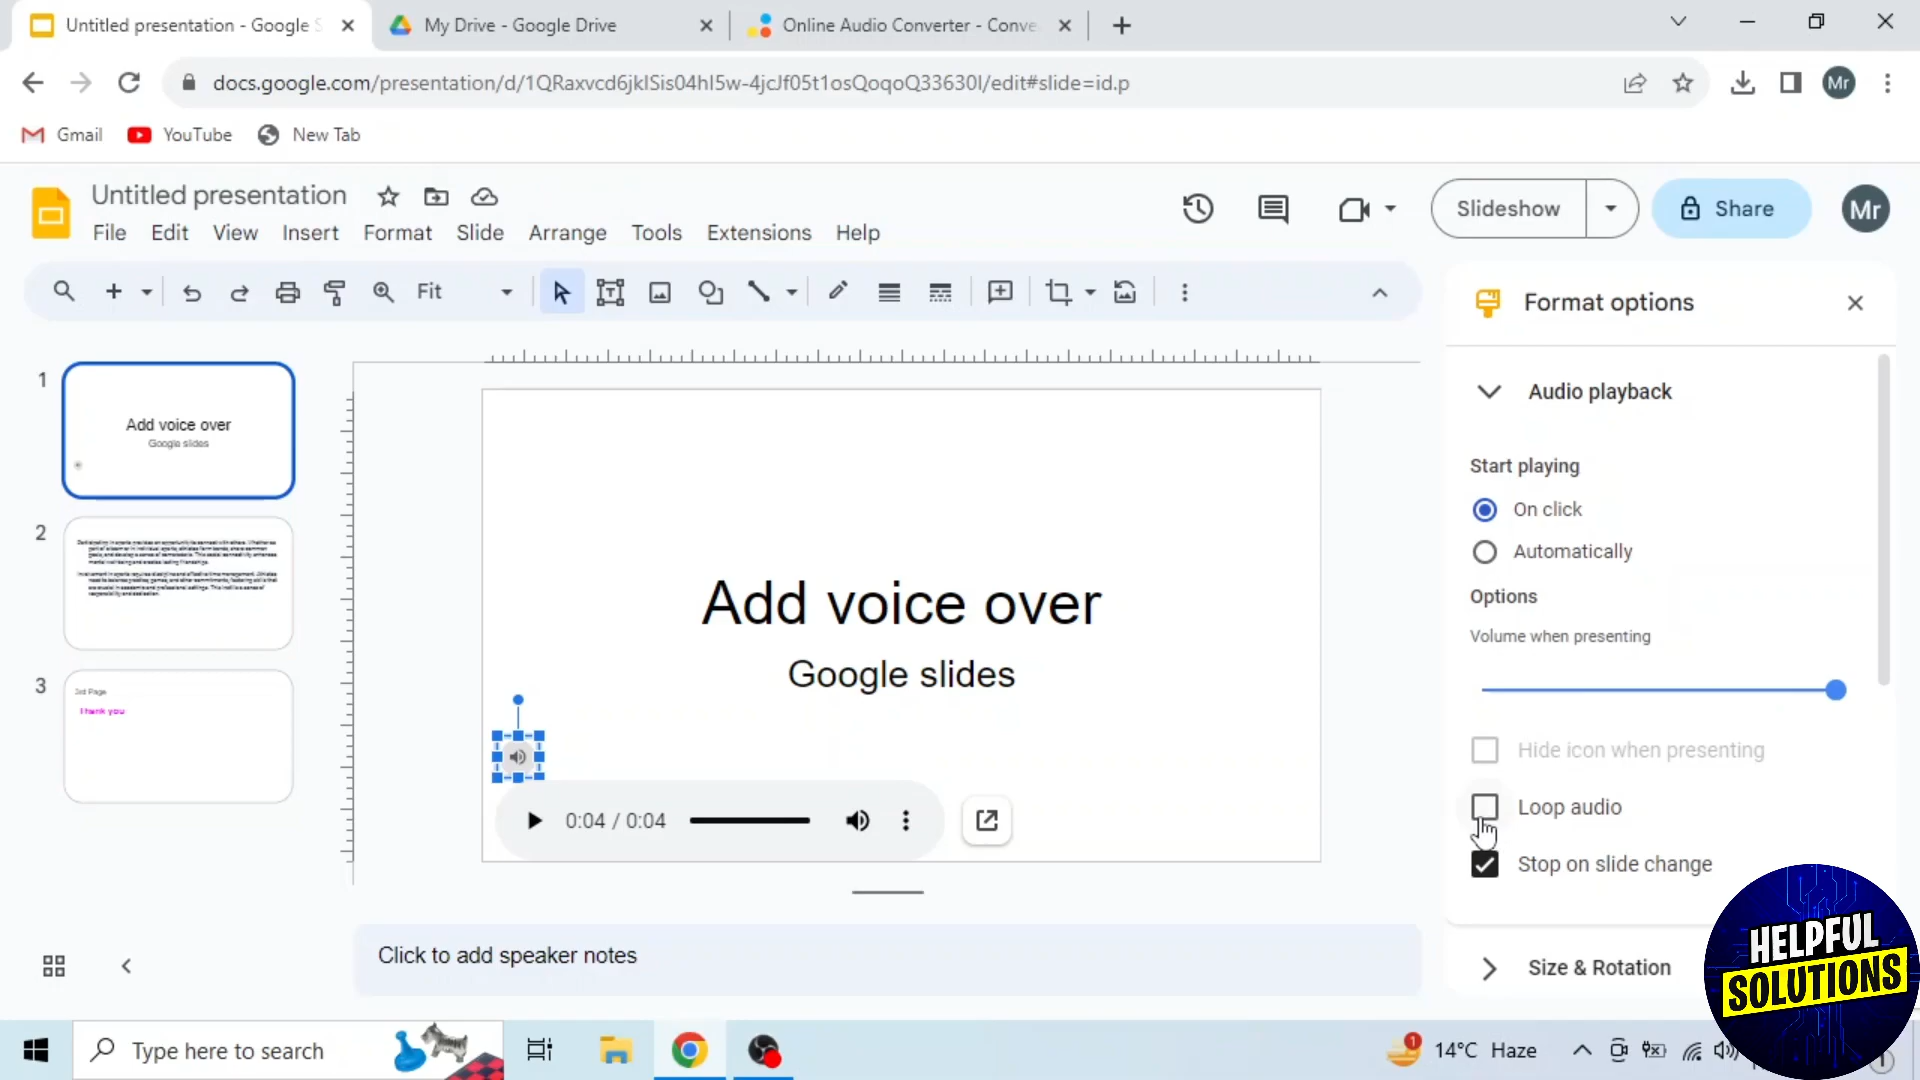 Untitled presentation - Google S
My Drive - Google Drive
Online Audio Converter - Conve
docs.google.com/presentation/d/1QRaxvcd6jkISis04hI5w-4jcJf05t1osQoqoQ33630I/edit#slide=id.p
Mr
Gmail
YouTube
New Tab
Untitled presentation
Slideshow
Share
Mr
File
Edit
View
Insert
Format
Slide
Arrange
Tools
Extensions
Help
Fit
Format options
1
Add voice over
Google slides
2
3
3rd Page
Thank you
Add voice over
Google slides
0:04 / 0:04
Audio playback
Start playing
On click
Automatically
Options
Volume when presenting
Hide icon when presenting
Loop audio
Stop on slide change
Size & Rotation
Click to add speaker notes
HELPFUL
SOLUTIONS
Type here to search
1
14°C Haze
1